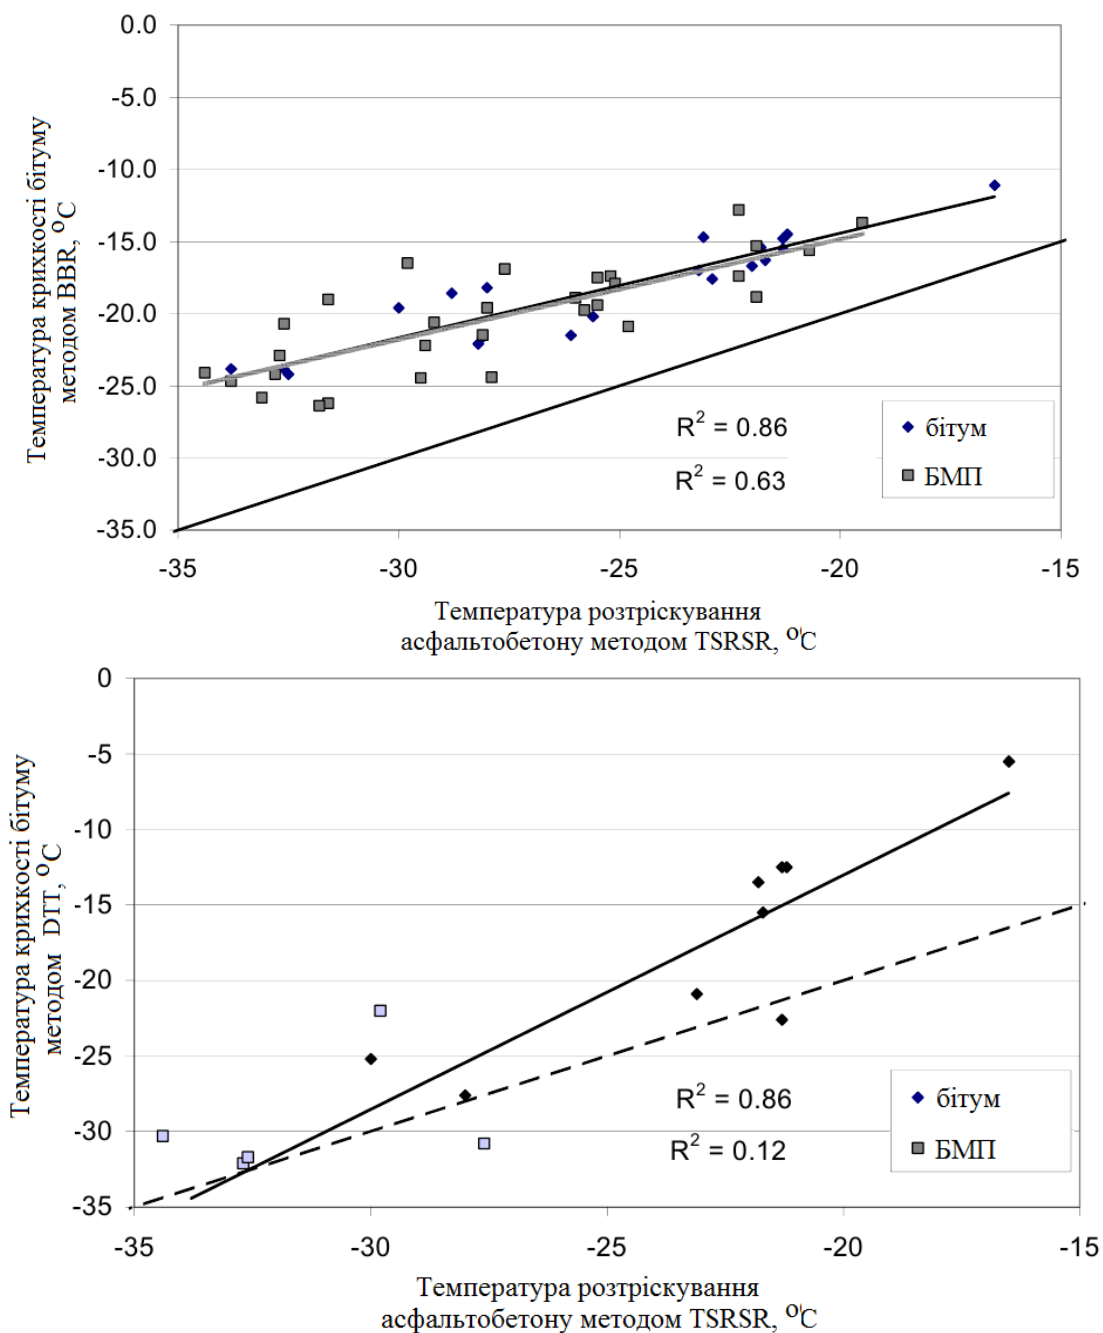 0.0
-5.0
-10.0
-15.0
-20.0
-25.0
-30.0
-35.0
Температура крихкості бітуму
методом BBR, °C
R² = 0.86
R² = 0.63
бітум
БМП
-35
-30
-25
-20
-15
Температура розтріскування
асфальтобетону методом TSRSR, °C
0
-5
-10
-15
-20
-25
-30
-35
Температура крихкості бітуму
методом DTT, °C
R² = 0.86
R² = 0.12
бітум
БМП
-35
-30
-25
-20
-15
Температура розтріскування
асфальтобетону методом TSRSR, °C